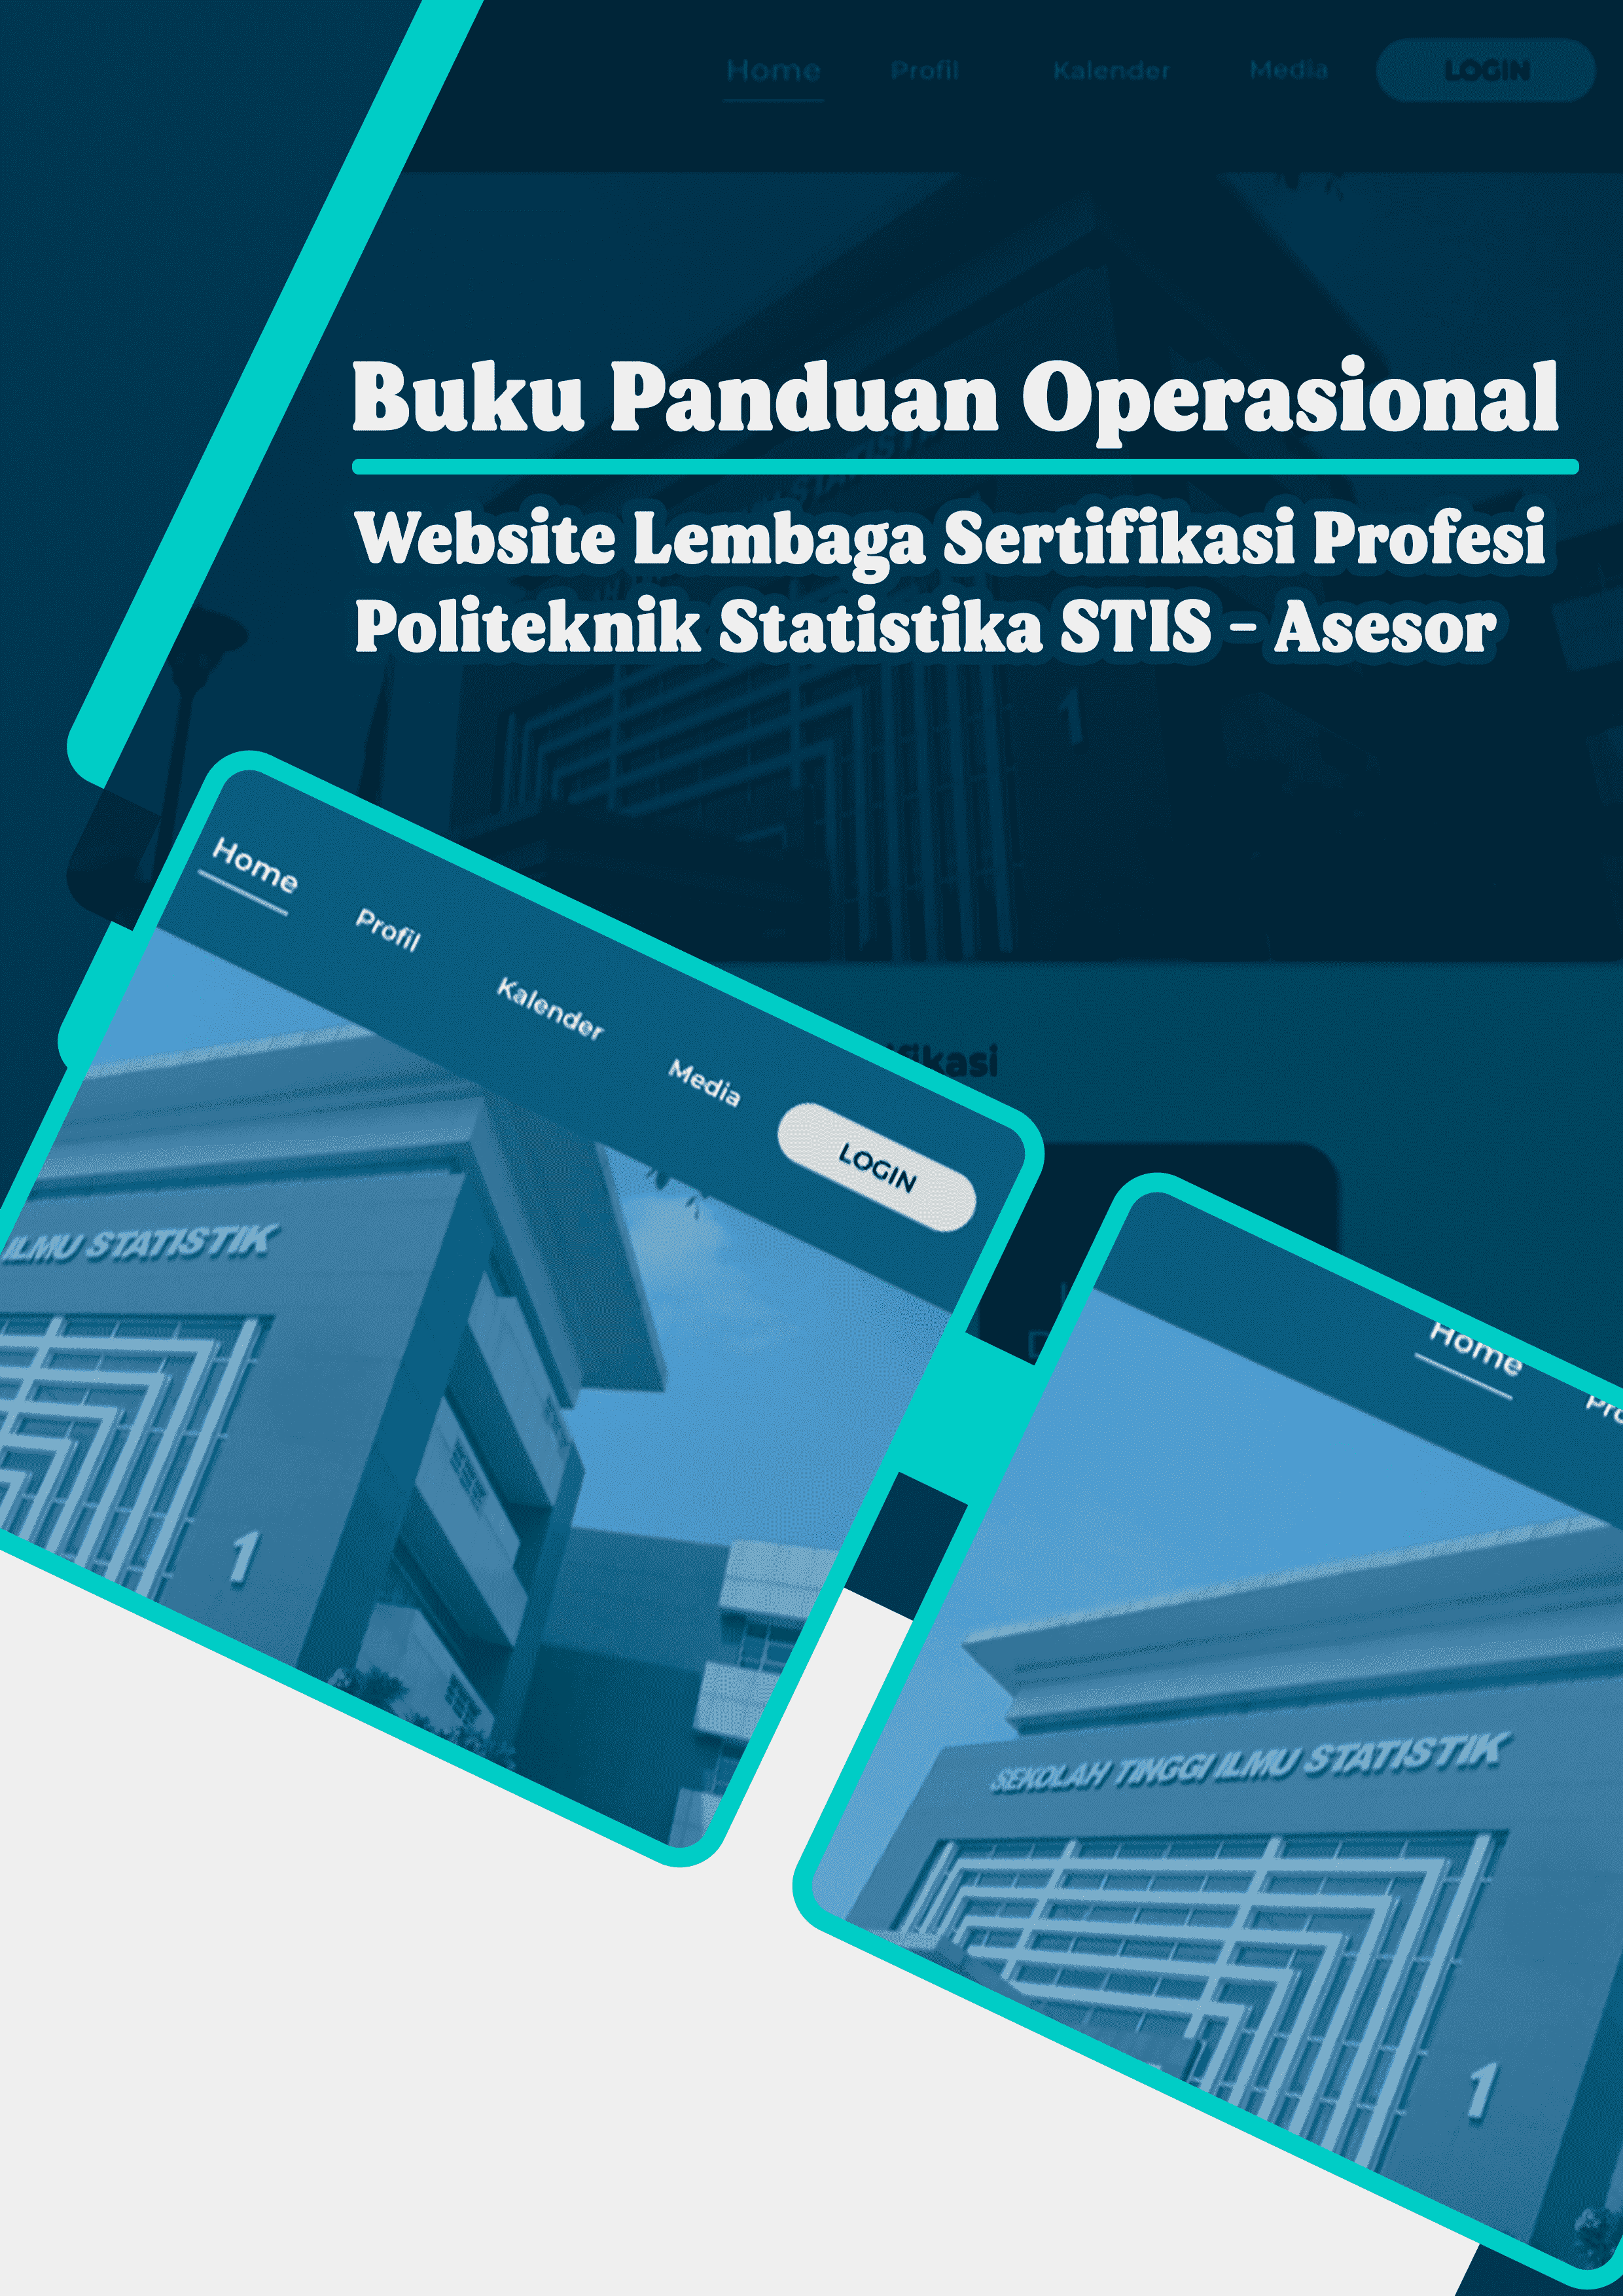 Home Profil Kalender Media LOGIN
Buku Panduan Operasional
Website Lembaga Sertifikasi Profesi
Politeknik Statistika STIS - Asesor
1
Home
Profil
Kalender
Media
LOGIN
ILMU STATISTIK
1
Home
SEKOLAH TINGGI ILMU STATISTIK
1